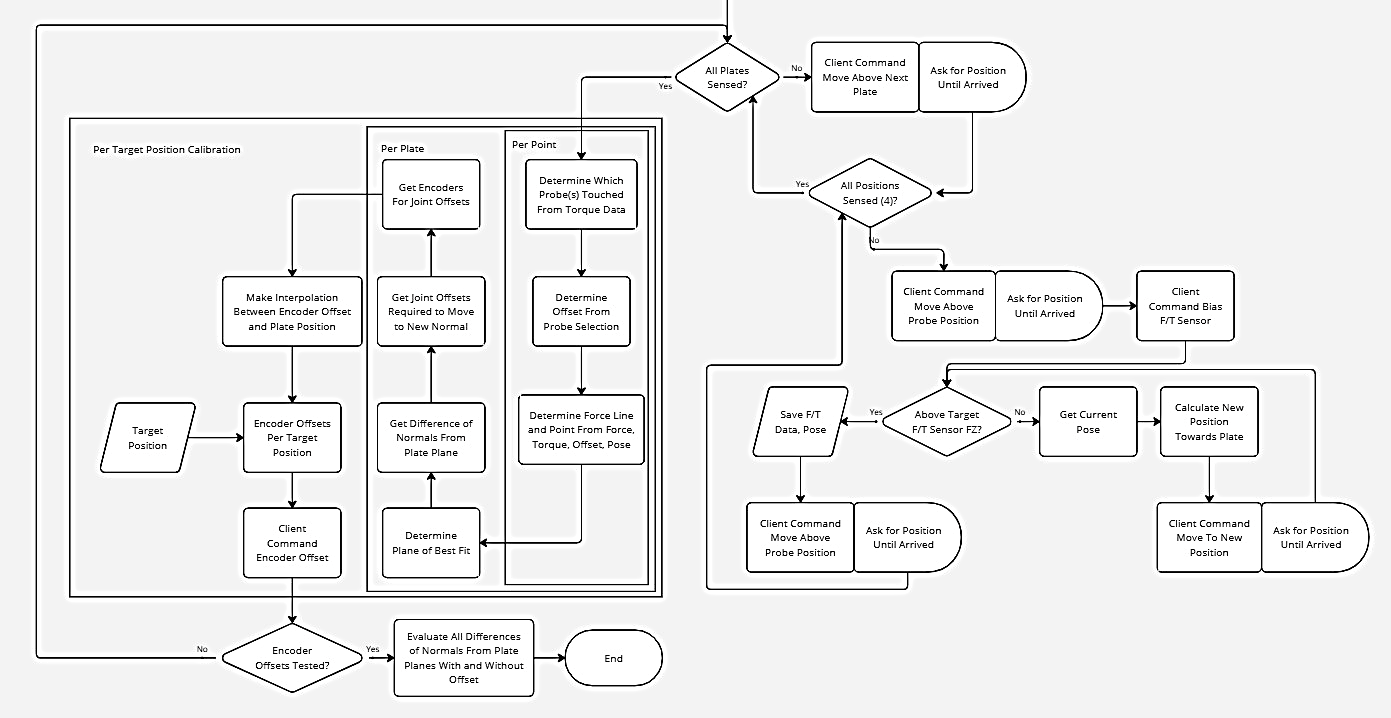 All Plates
Sensed?
No
Yes
Client Command
Move Above Next
Plate
Ask for Position
Until Arrived
Per Target Position Calibration
Per Plate
Per Point
Get Encoders
For Joint Offsets
Determine Which
Probe(s) Touched
From Torque Data
All Positions
Sensed (4)?
Yes
No
Make Interpolation
Between Encoder Offset
and Plate Position
Get Joint Offsets
Required to Move
to New Normal
Determine
Offset From
Probe Selection
Client Command
Move Above
Probe Position
Ask for Position
Until Arrived
Client
Command Bias
F/T Sensor
Target
Position
Encoder Offsets
Per Target
Position
Get Difference of
Normals From
Plate Plane
Determine Force Line
and Point From Force,
Torque, Offset, Pose
Save F/T
Data, Pose
Yes
Above Target
F/T Sensor FZ?
No
Get Current
Pose
Calculate New
Position
Towards Plate
Client
Command
Encoder Offset
Determine
Plane of Best Fit
Client Command
Move Above
Probe Position
Ask for Position
Until Arrived
Client Command
Move To New
Position
Ask for Position
Until Arrived
No
Encoder
Offsets Tested?
Yes
Evaluate All Differences
of Normals From Plate
Planes With and Without
Offset
End